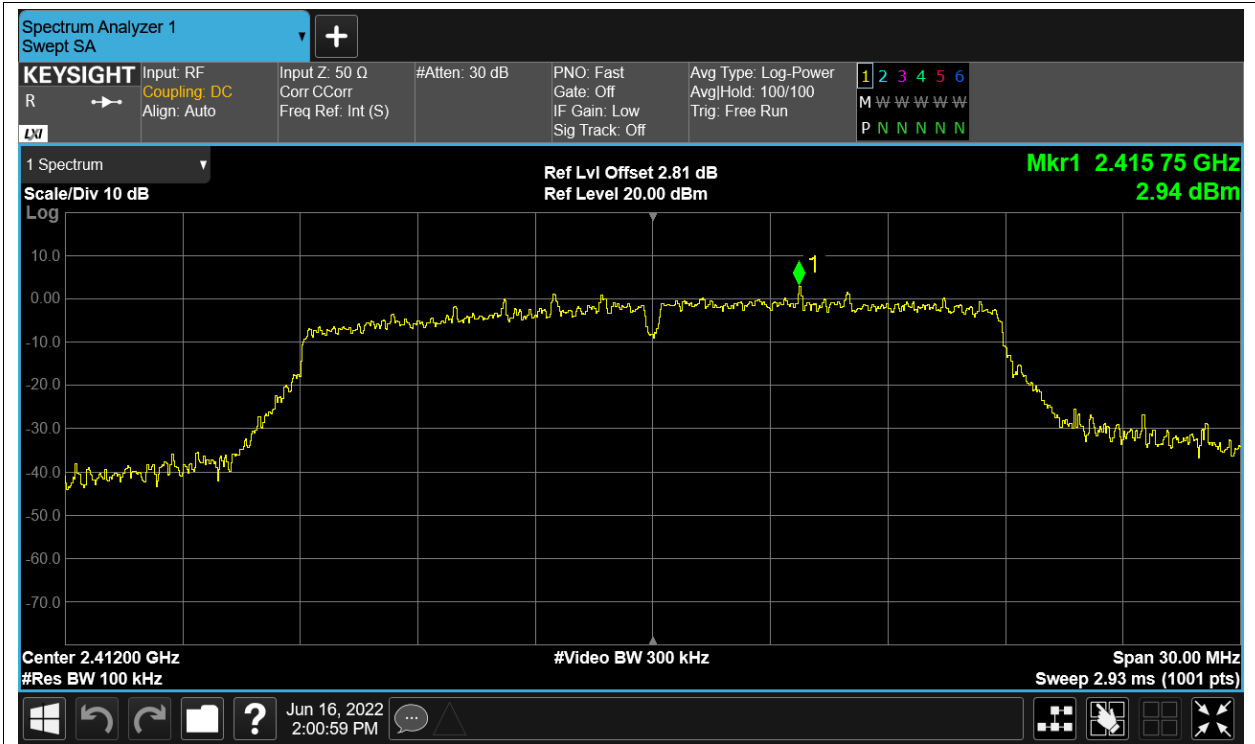 Spectrum Analyzer 1
Swept SA
KEYSIGHT
R
LXI
Input: RF
Coupling: DC
Align: Auto
Input Z: 50 Ω
Corr CCorr
Freq Ref: Int (S)
#Atten: 30 dB
PNO: Fast
Gate: Off
IF Gain: Low
Sig Track: Off
Avg Type: Log-Power
Avg|Hold: 100/100
Trig: Free Run
1 2 3 4 5 6
M W W W W W
P N N N N N
1 Spectrum
Scale/Div 10 dB
Log
Ref Lvl Offset 2.81 dB
Ref Level 20.00 dBm
Mkr1 2.415 75 GHz
2.94 dBm
1
10.0
0.00
-10.0
-20.0
-30.0
-40.0
-50.0
-60.0
-70.0
Center 2.41200 GHz
#Res BW 100 kHz
#Video BW 300 kHz
Span 30.00 MHz
Sweep 2.93 ms (1001 pts)
?
Jun 16, 2022
2:00:59 PM